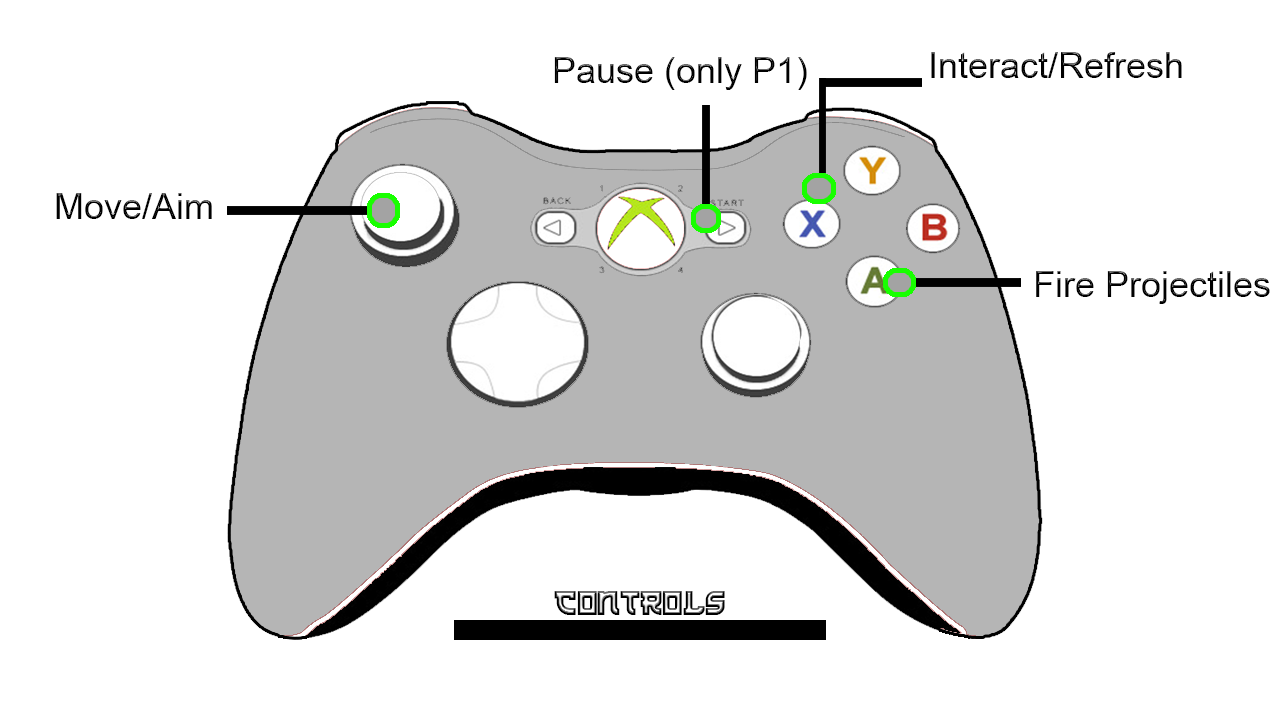 Pause (only P1)
Interact/Refresh
Move/Aim
BACK
1
2
START
3
4
Y
X
B
A
Fire Projectiles
CONTROLS